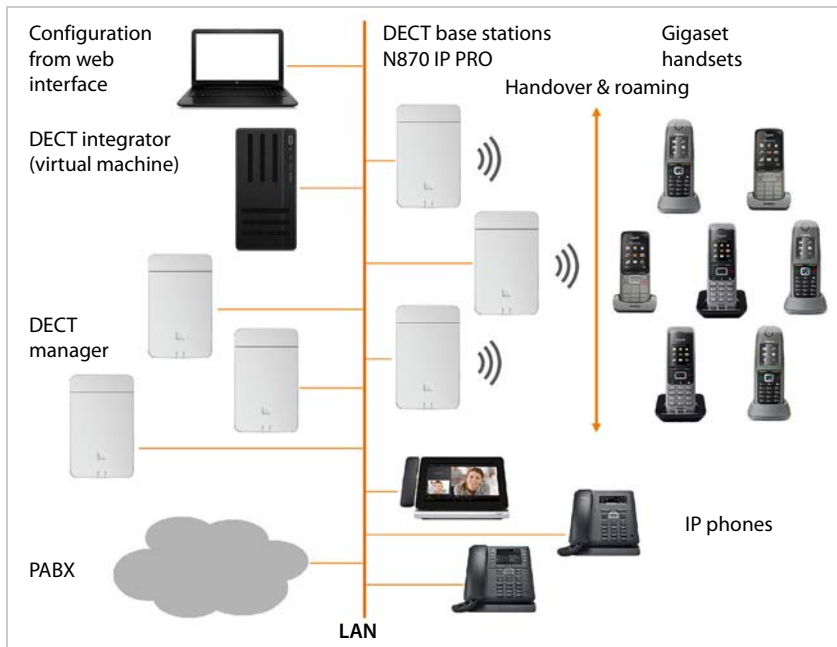 Configuration
from web
interface
DECT base stations
N870 IP PRO
Gigaset
handsets
Handover & roaming
DECT integrator
(virtual machine)
DECT
manager
IP phones
PABX
LAN